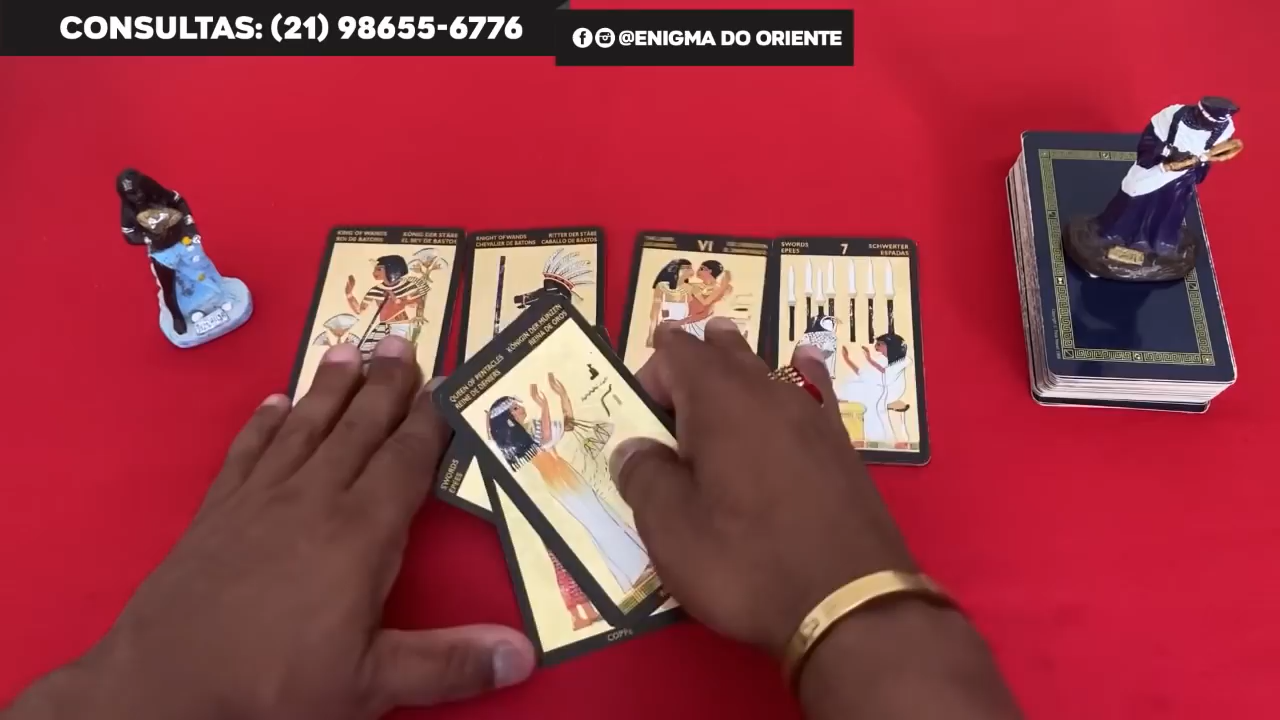 CONSULTAS: (21) 98655-6776
@ENIGMA DO ORIENTE
KING OF WANDS KÖNIG DER STÄBE
ROI DE BATONS EL REY DE BASTOS
KNIGHT OF WANDS RITTER DER STÄBE
CHEVALIER DE BATONS CABALLO DE BASTOS
VI
SWORDS 7 SCHWERTER
EPEES ESPADAS
QUEEN OF PENTACLES KÖNIGIN DER MÜNZEN
REINE DE DENIERS REINA DE OROS
SWORDS
EPEES